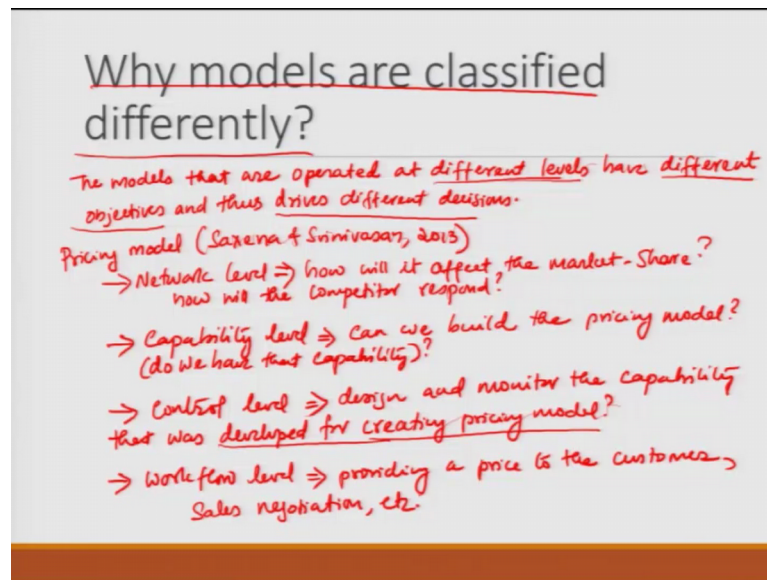 Why models are classified
differently?
The models that are operated at different levels have different
objectives and thus drives different decisions.
Pricing model (Saxena & Srinivasan, 2013)
→ Network level ⇒ how will it affect the market-share?
how will the competitor respond?
→ Capability level ⇒ Can we build the pricing model?
(do we have that capability)?
→ Control level ⇒ design and monitor the capability
that was developed for creating pricing model?
→ Workflow level ⇒ providing a price to the customer,
Sales negotiation, etc.